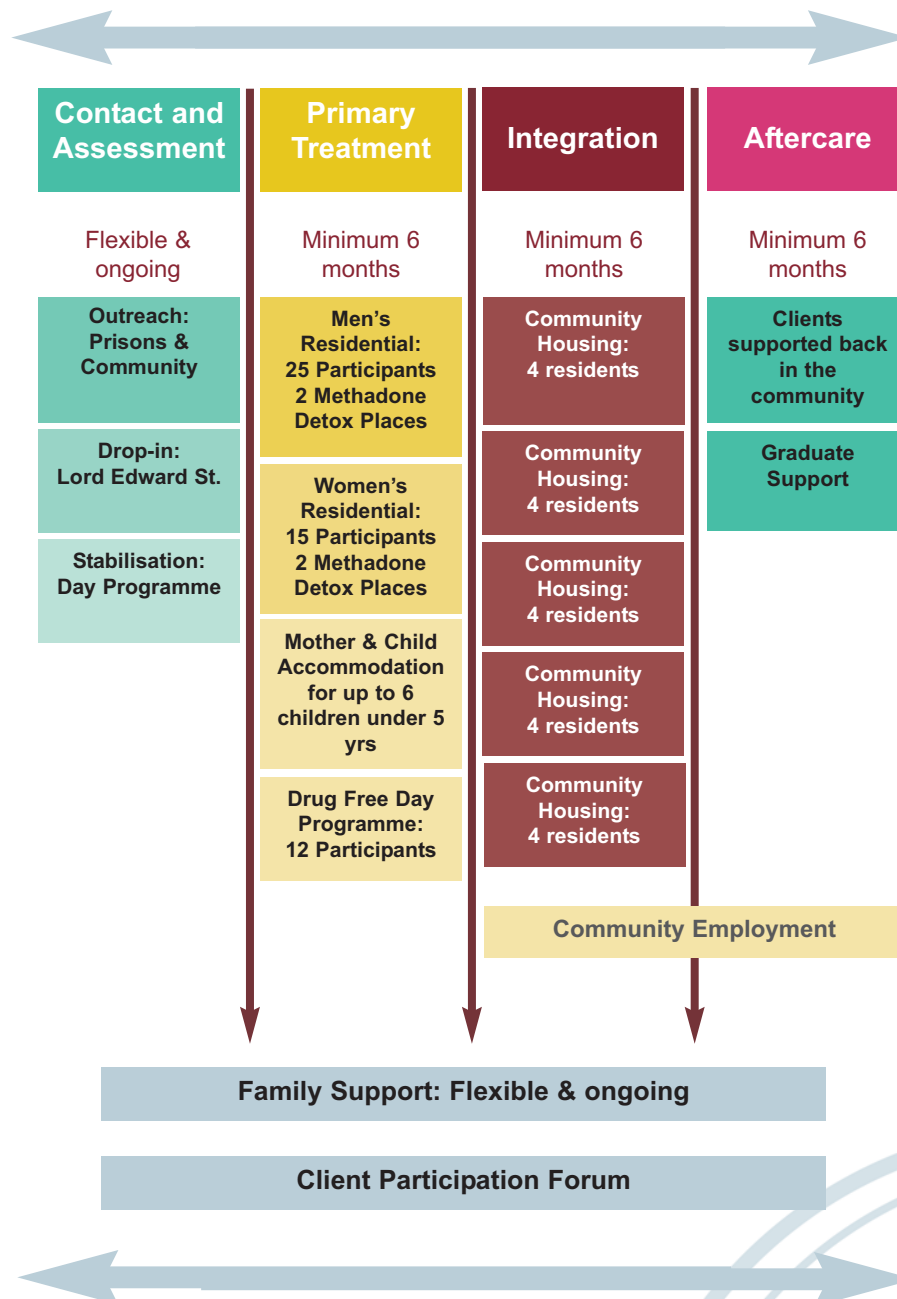 Contact and
Assessment
Flexible &
ongoing
Outreach:
Prisons &
Community
Drop-in:
Lord Edward St.
Stabilisation:
Day Programme
Primary
Treatment
Minimum 6
months
Men’s
Residential:
25 Participants
2 Methadone
Detox Places
Women’s
Residential:
15 Participants
2 Methadone
Detox Places
Mother & Child
Accommodation
for up to 6
children under 5
yrs
Drug Free Day
Programme:
12 Participants
Integration
Minimum 6
months
Community
Housing:
4 residents
Community
Housing:
4 residents
Community
Housing:
4 residents
Community
Housing:
4 residents
Community
Housing:
4 residents
Aftercare
Minimum 6
months
Clients
supported back
in the
community
Graduate
Support
Community Employment
Family Support: Flexible & ongoing
Client Participation Forum